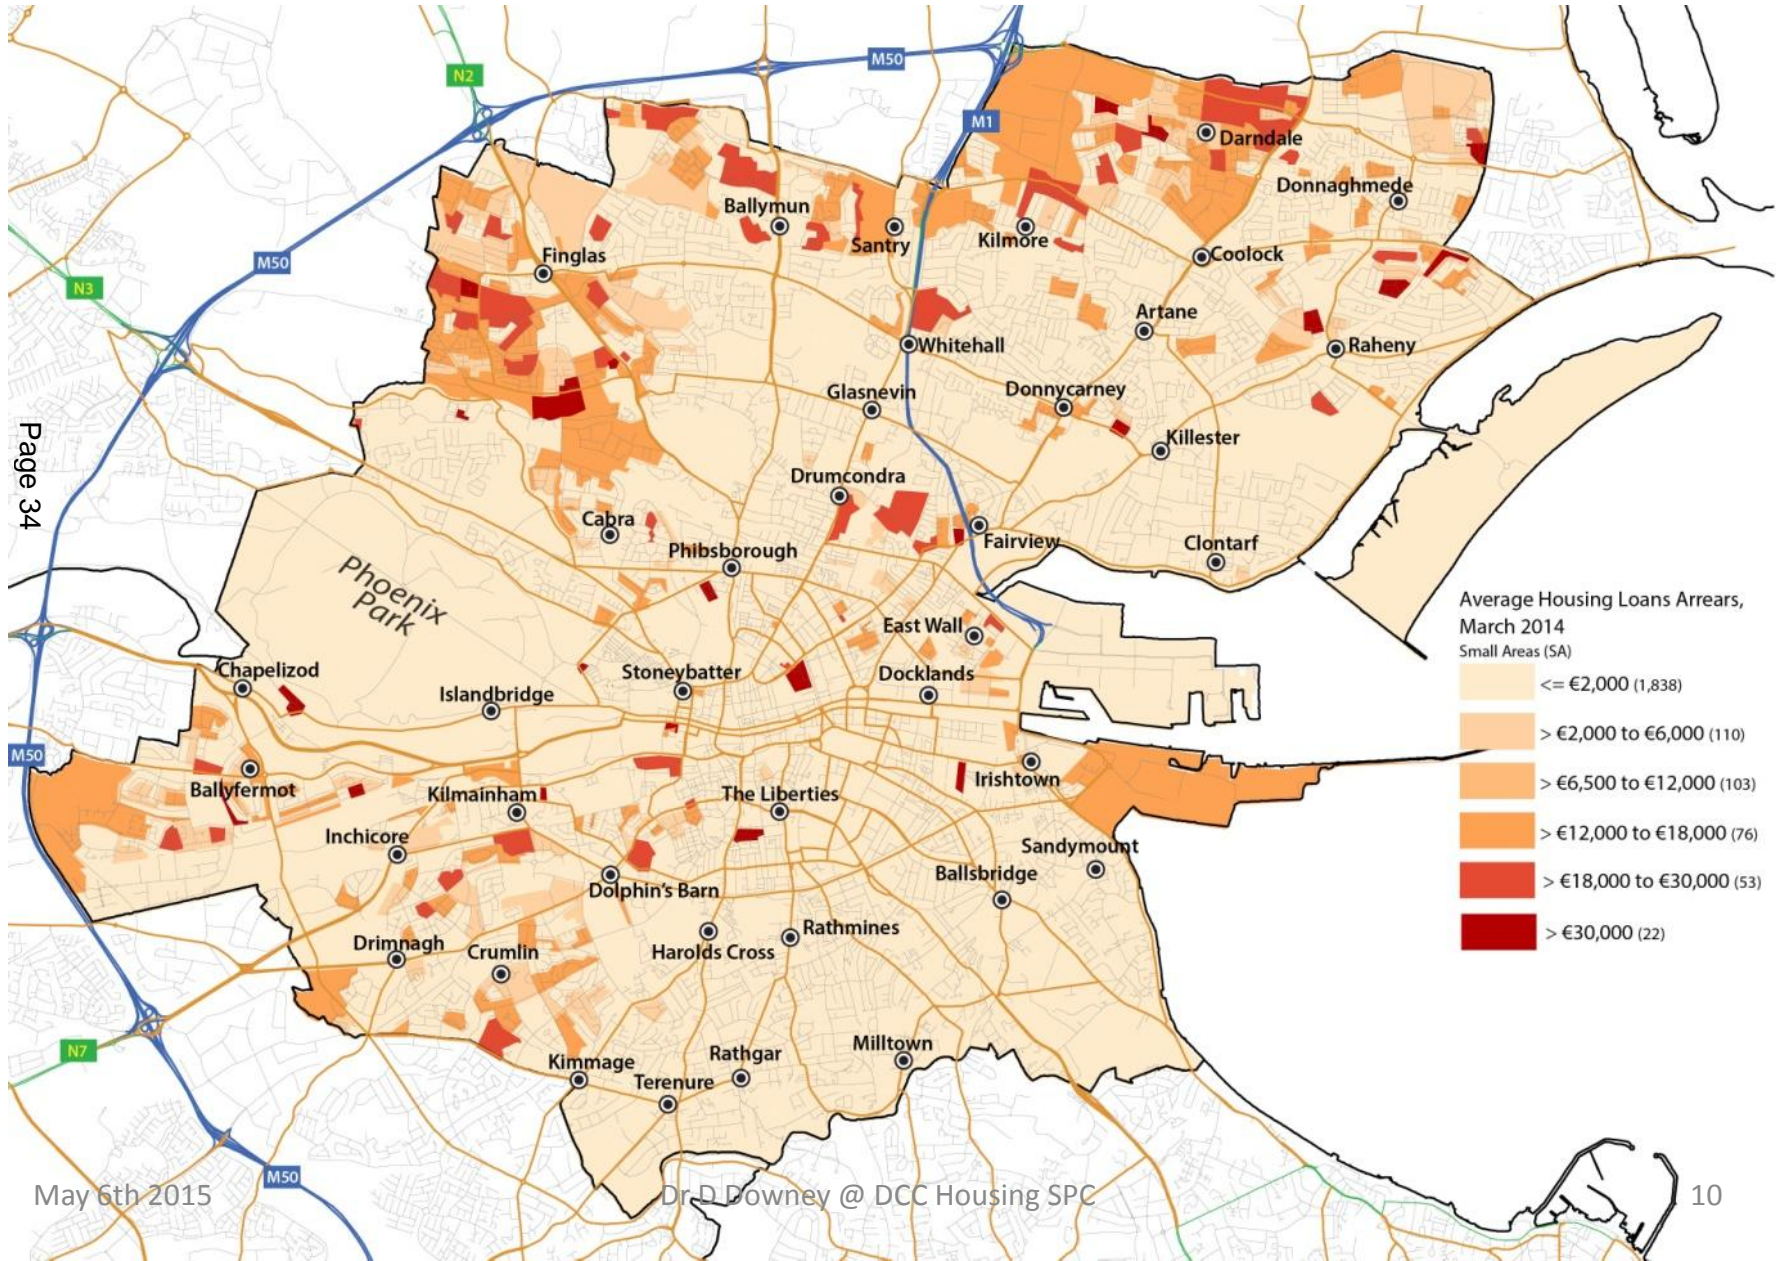 M50
N2
M1
Darndale
Donnaghmede
Ballymun
Santry
Kilmore
Finglas
Coolock
M50
N3
Artane
Whitehall
Raheny
Glasnevin
Donnycarney
Killester
Page 34
Drumcondra
Cabra
Fairview
Clontarf
Phibsborough
Phoenix
Park
East Wall
Chapelizod
Stoneybatter
Docklands
Islandbridge
M50
Irishtown
Ballyfermot
Kilmainham
The Liberties
Inchicore
Sandymount
Ballsbridge
Dolphin's Barn
Drimnagh
Crumlin
Harolds Cross
Rathmines
N7
Kimmage
Rathgar
Milltown
Terenure
M50
Average Housing Loans Arrears,
March 2014
Small Areas (SA)
<= €2,000 (1,838)
> €2,000 to €6,000 (110)
> €6,500 to €12,000 (103)
> €12,000 to €18,000 (76)
> €18,000 to €30,000 (53)
> €30,000 (22)
May 6th 2015
Dr D Downey @ DCC Housing SPC
10